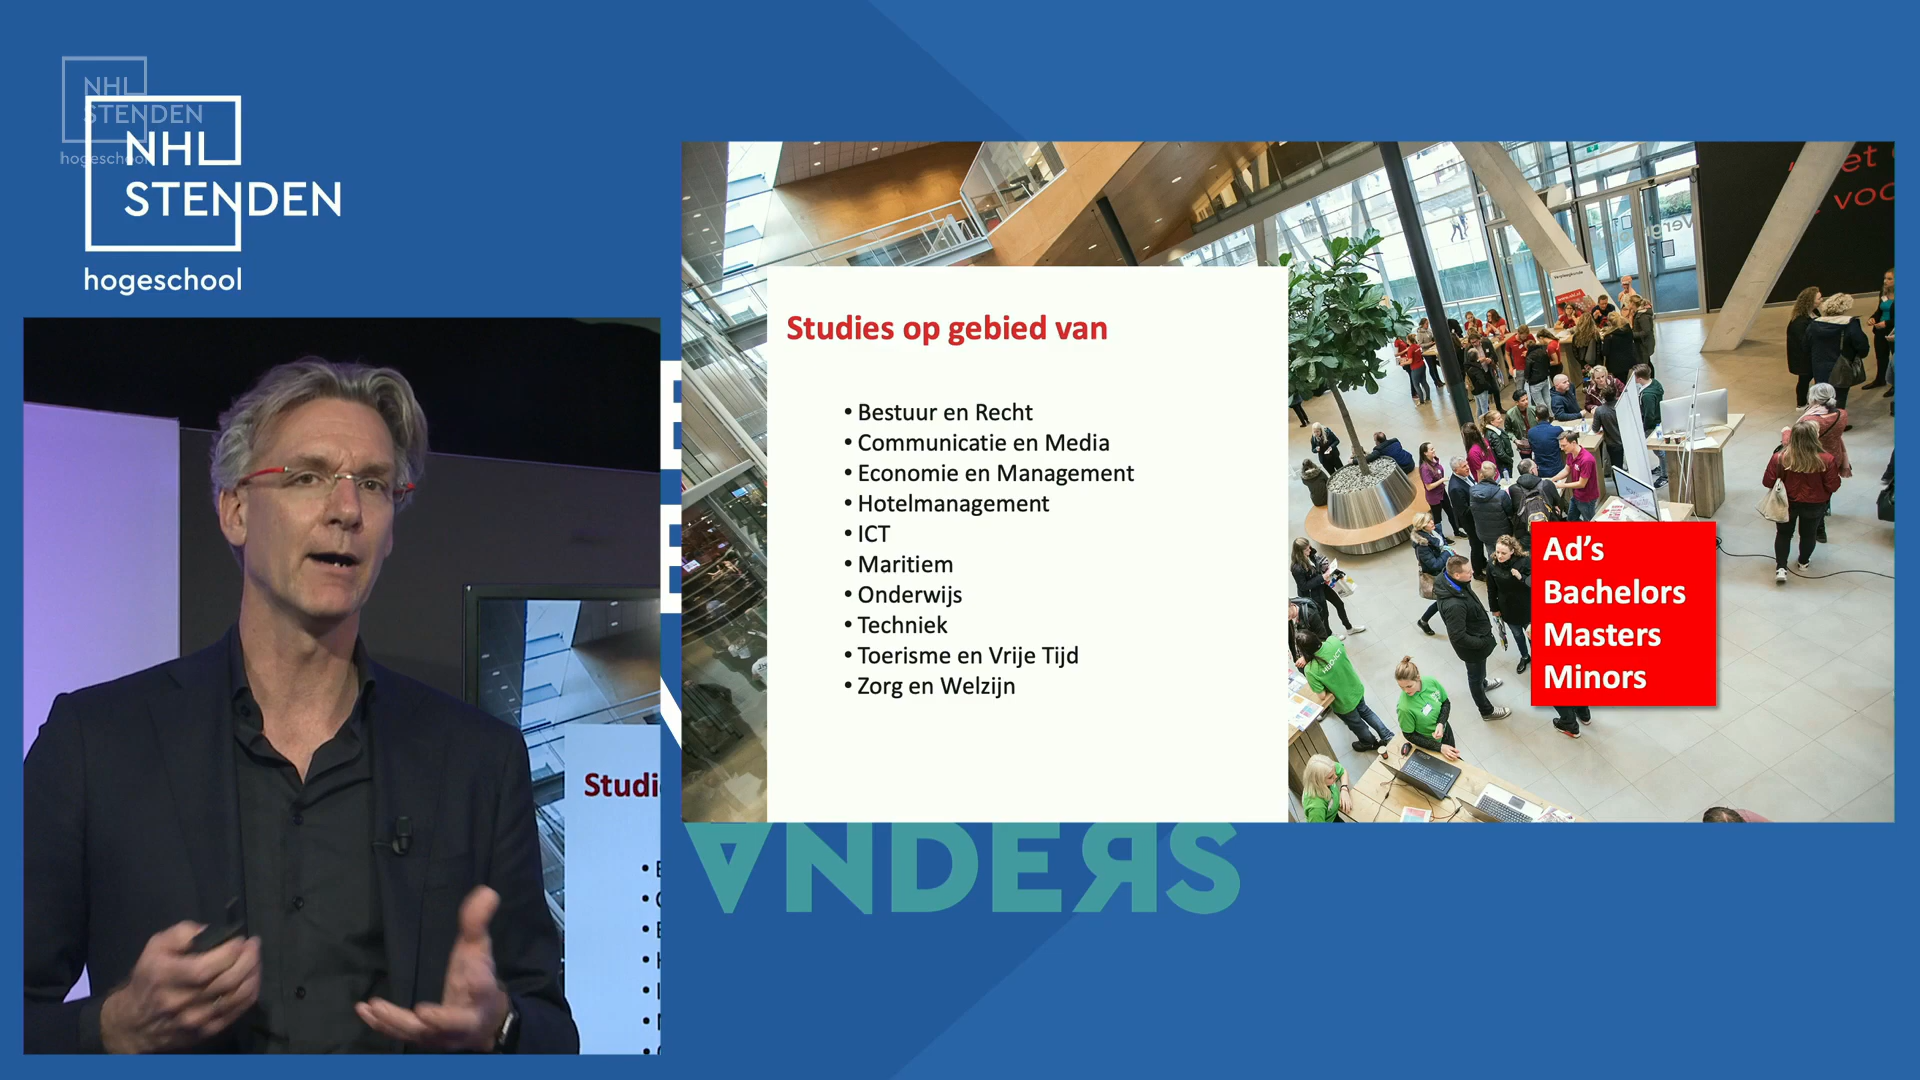 NHL
STENDEN
hogeschool
NHL
STENDEN
hogeschool
Studies op gebied van
• Bestuur en Recht
• Communicatie en Media
• Economie en Management
• Hotelmanagement
• ICT
• Maritiem
• Onderwijs
• Techniek
• Toerisme en Vrije Tijd
• Zorg en Welzijn
Ad’s
Bachelors
Masters
Minors
Studi
ANDERS